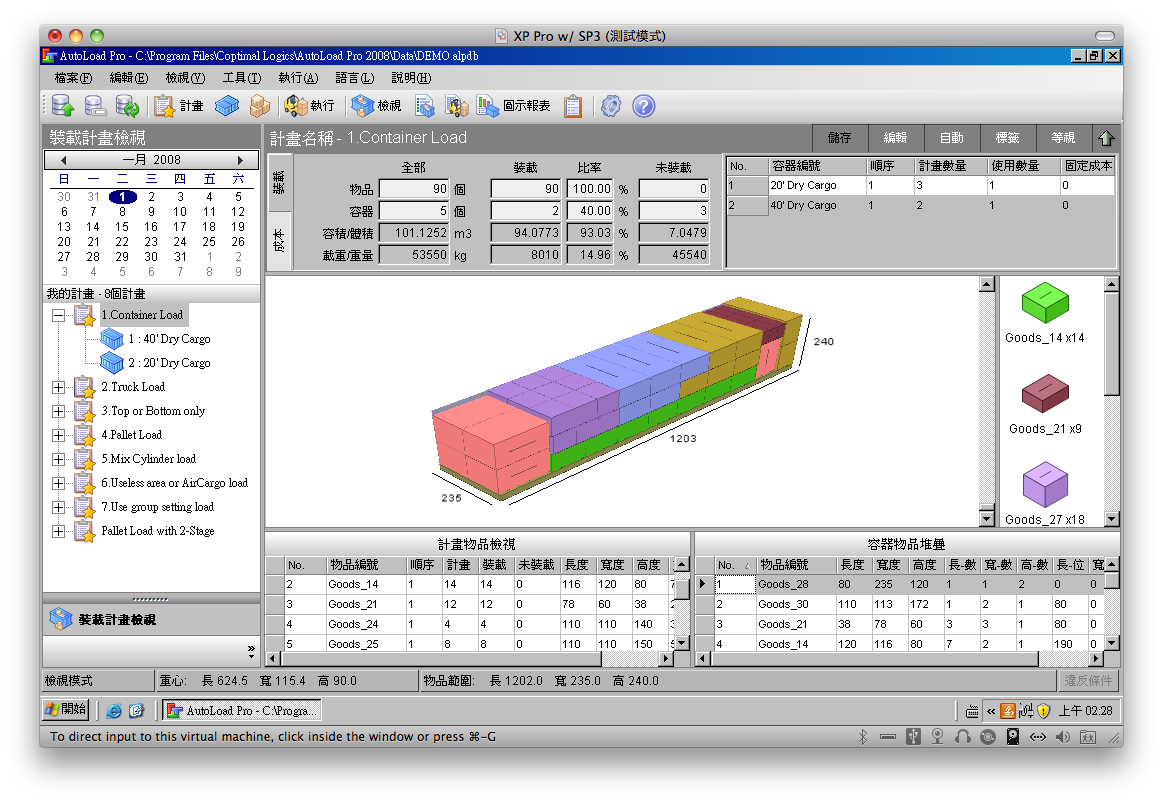 XP Pro w/ SP3 (測試模式)
AutoLoad Pro - C:\Program Files\Coptimal Logics\AutoLoad Pro 2008\Data\DEMO.alpdb
檔案(F) 編輯(E) 檢視(V) 工具(T) 執行(A) 語言(L) 說明(H)
計畫 執行 檢視 圖示報表
裝載計畫檢視
一月 2008
日 一 二 三 四 五 六
30 31 1 2 3 4 5
6 7 8 9 10 11 12
13 14 15 16 17 18 19
20 21 22 23 24 25 26
27 28 29 30 31 1 2
3 4 5 6 7 8 9
我的計畫 - 8個計畫
1.Container Load
1 : 40' Dry Cargo
2 : 20' Dry Cargo
2.Truck Load
3.Top or Bottom only
4.Pallet Load
5.Mix Cylinder load
6.Useless area or AirCargo load
7.Use group setting load
Pallet Load with 2-Stage
裝載計畫檢視
»
計畫名稱 - 1.Container Load
儲存 編輯 自動 標籤 等視
裝載
成本
全部 裝載 比率 未裝載
物品 90 個 90 100.00 % 0
容器 5 個 2 40.00 % 3
容積/體積 101.1252 m3 94.0773 93.03 % 7.0479
載重/重量 53550 kg 8010 14.96 % 45540
No. 容器編號 順序 計畫數量 使用數量 固定成本
1 20' Dry Cargo 1 3 1 0
2 40' Dry Cargo 1 2 1 0
240
1203
235
Goods_14 x14
Goods_21 x9
Goods_27 x18
計畫物品檢視
No. 物品編號 順序 計畫 裝載 未裝載 長度 寬度 高度
2 Goods_14 1 14 14 0 116 120 80
3 Goods_21 1 12 12 0 78 60 38
4 Goods_24 1 4 4 0 110 110 140
5 Goods_25 1 8 8 0 110 110 150
容器物品堆疊
No. 物品編號 長度 寬度 高度 長-數 寬-數 高-數 長-位 寬
1 Goods_28 80 235 120 1 1 2 0 0
2 Goods_30 110 113 172 1 2 1 80 0
3 Goods_21 38 78 60 3 3 1 80 0
4 Goods_14 120 116 80 7 2 1 190 0
檢視模式 重心: 長 624.5 寬 115.4 高 90.0 物品範圍: 長 1202.0 寬 235.0 高 240.0 違反條件
開始 AutoLoad Pro - C:\Progra... « 上午 02:28
To direct input to this virtual machine, click inside the window or press ⌘-G